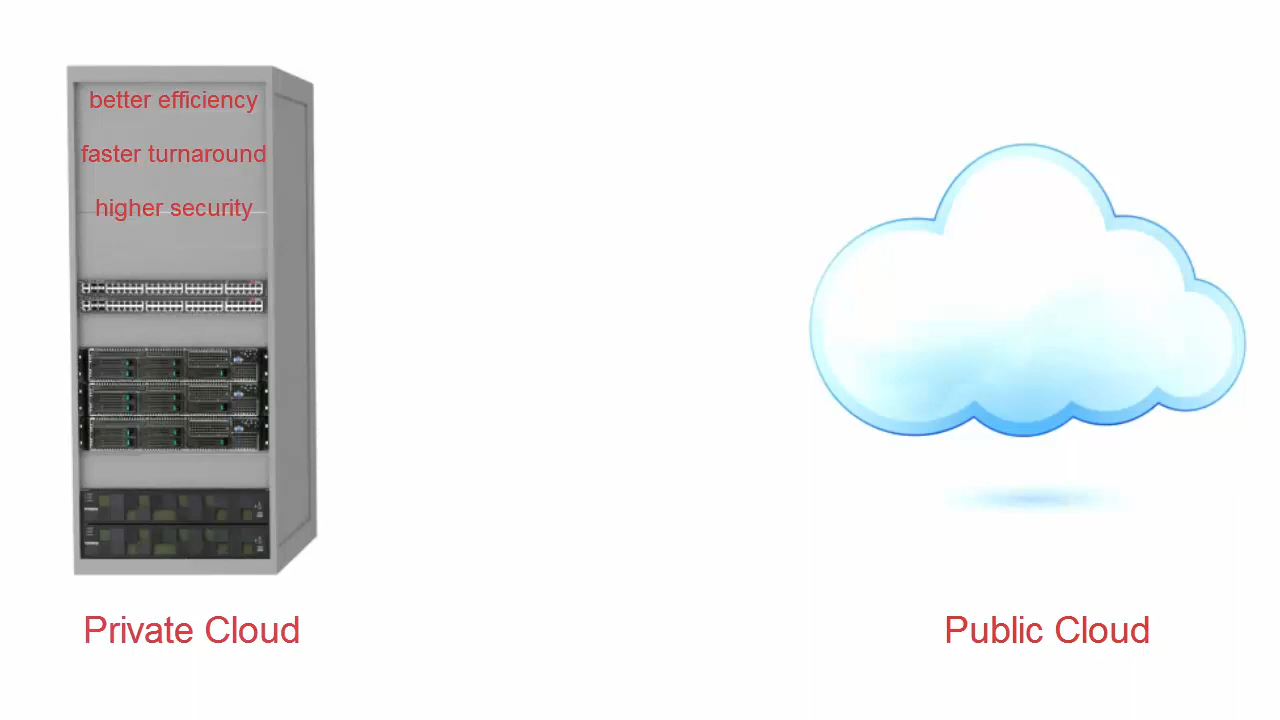 better efficiency
faster turnaround
higher security
Private Cloud
Public Cloud